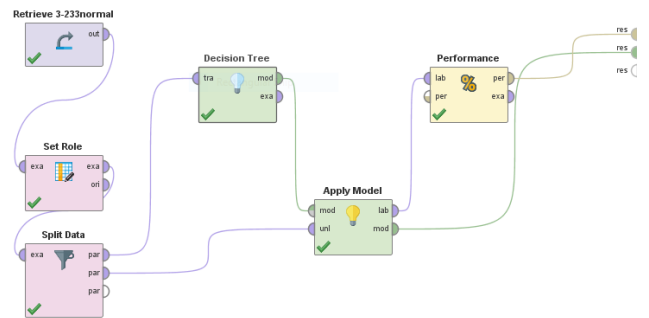 Retrieve 3-233normal
out
res
res
res
Decision Tree
tra
mod
exa
Performance
lab
per
per
exa
%
Set Role
exa
exa
ori
Apply Model
mod
lab
unl
mod
Split Data
exa
par
par
par